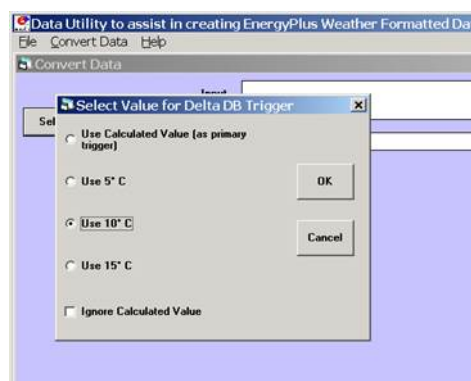 Data Utility to assist in creating EnergyPlus Weather Formatted Da
File Convert Data Help
Convert Data
Input
Select Value for Delta DB Trigger
Sel
Use Calculated Value (as primary
trigger)
Use 5° C
OK
Use 10° C
Cancel
Use 15° C
Ignore Calculated Value